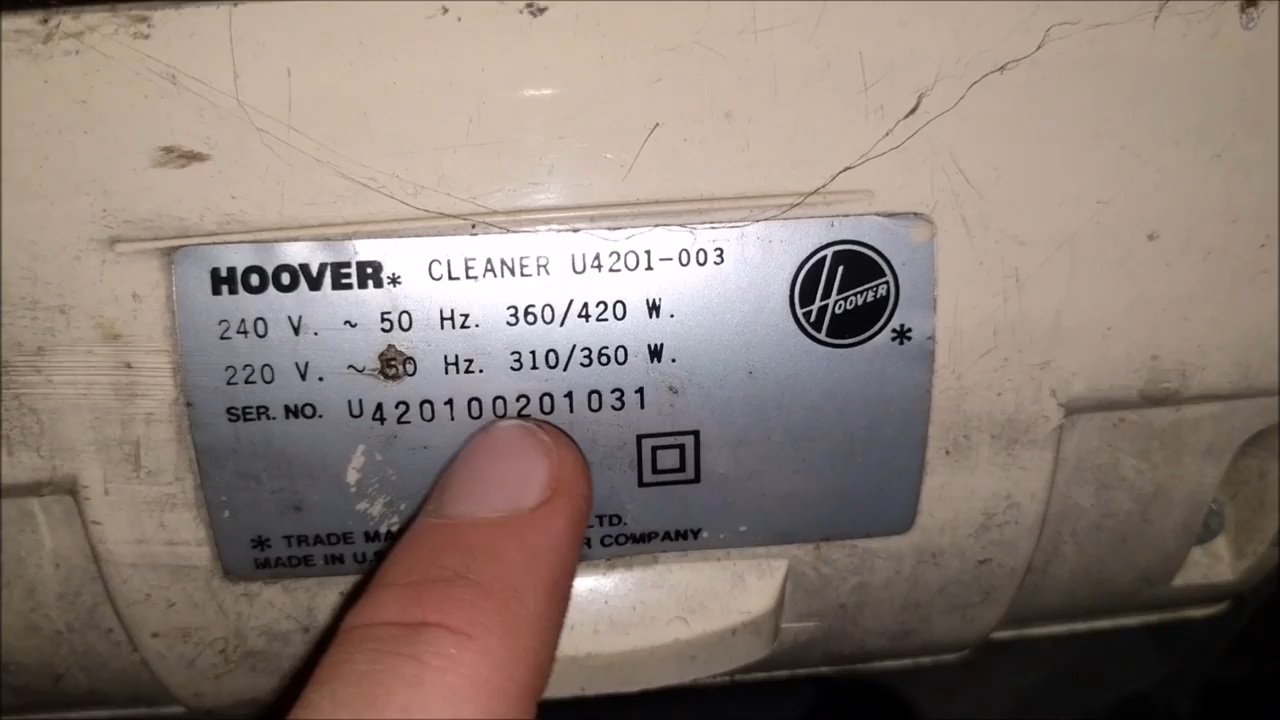 HOOVER* CLEANER U4201-003
240 V. ~ 50 Hz. 360/420 W.
220 V. ~ 50 Hz. 310/360 W.
SER. NO. U420100201031
HOOVER *
LTD.
* TRADE COMPANY
MADE IN